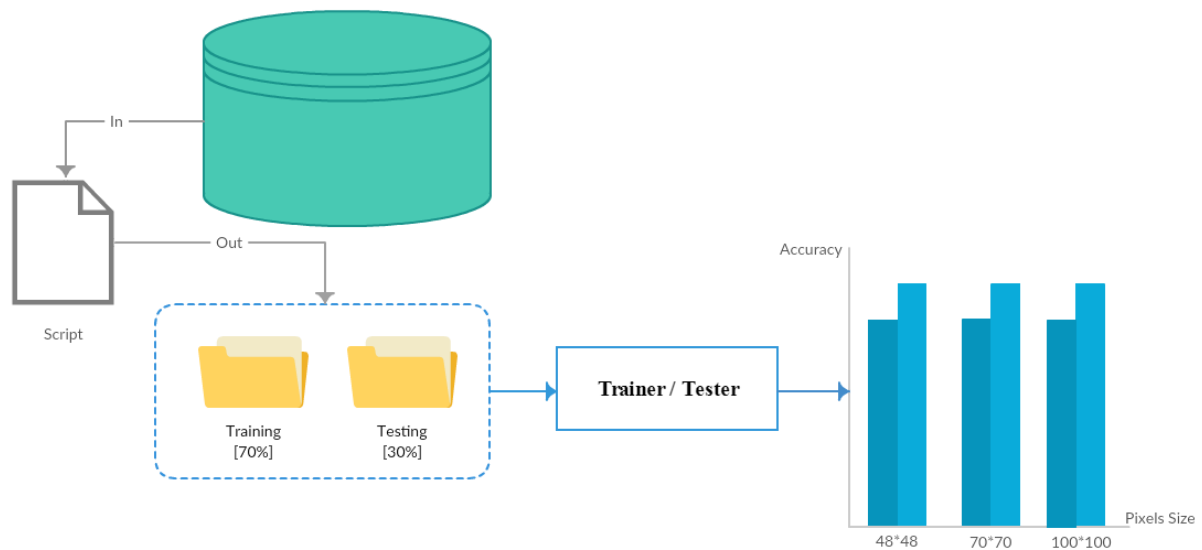 In
Out
Script
Training
[70%]
Testing
[30%]
Trainer / Tester
Accuracy
Pixels Size
48*48
70*70
100*100